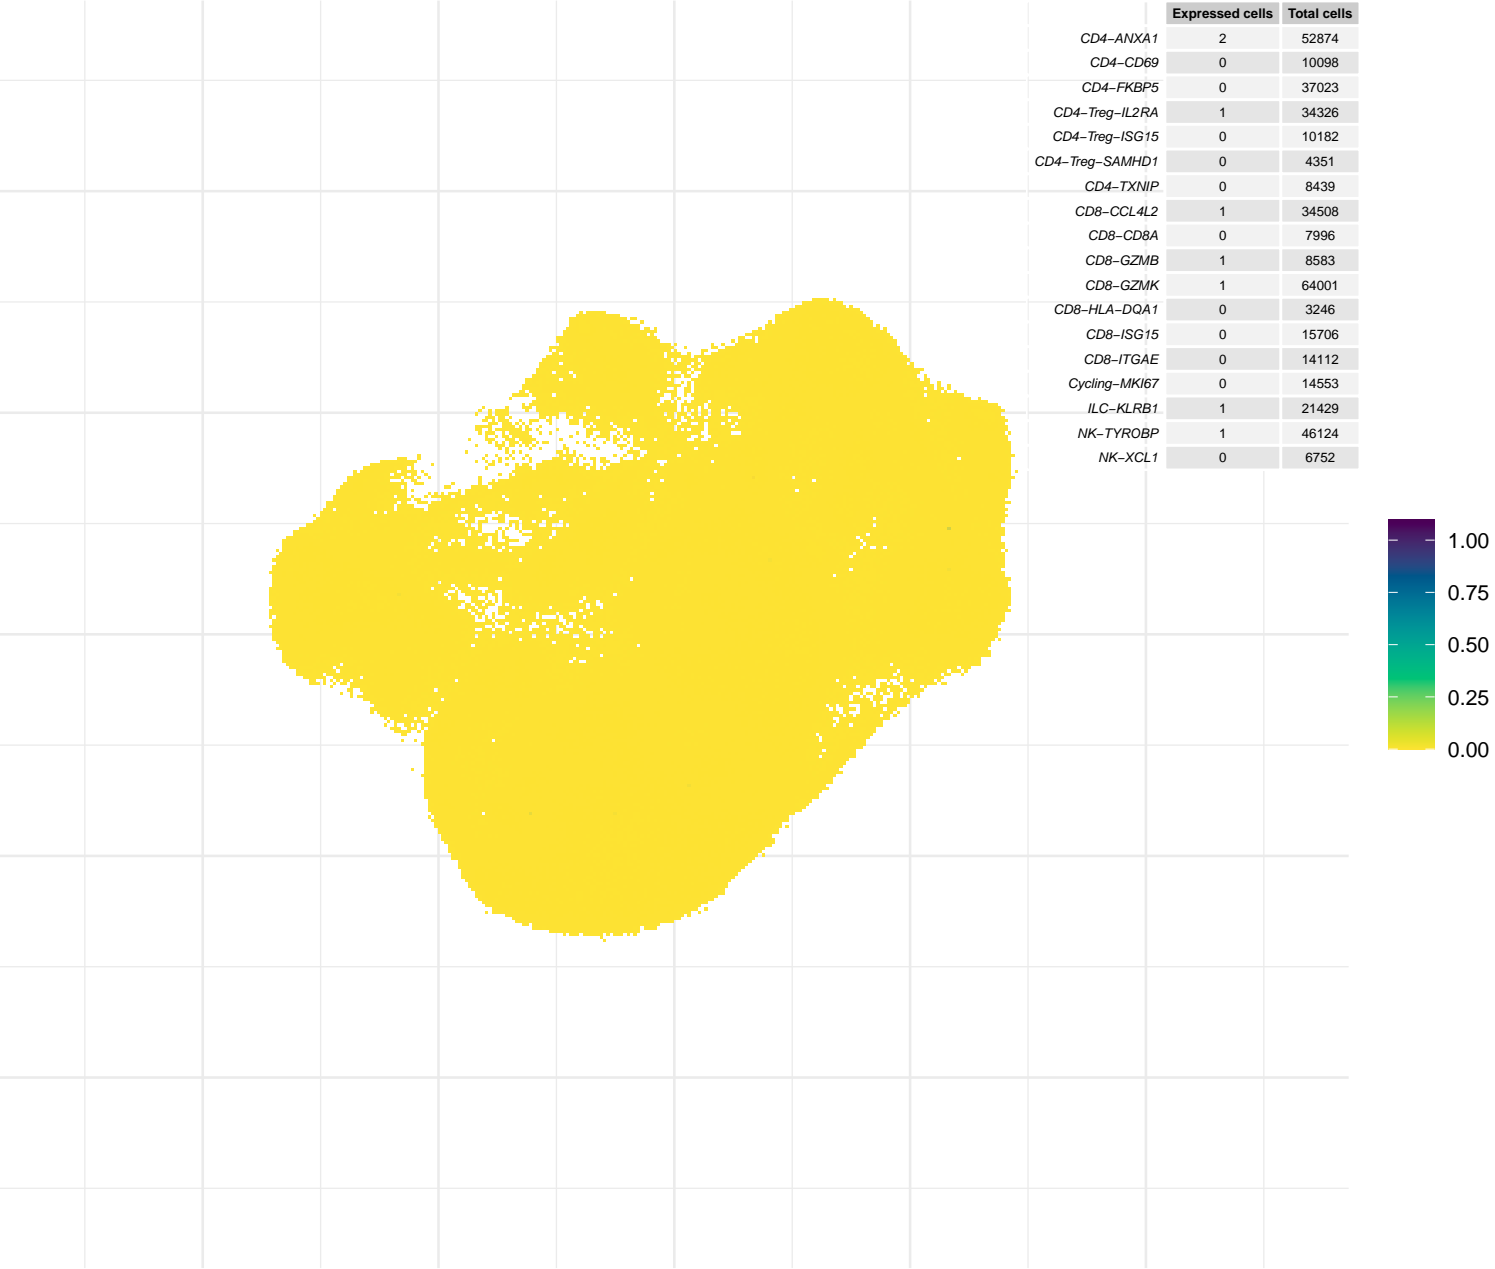 Expressed cells Total cells
CD4−ANXA1 2 52874
CD4−CD69 0 10098
CD4−FKBP5 0 37023
CD4−Treg−IL2RA 1 34326
CD4−Treg−ISG15 0 10182
CD4−Treg−SAMHD1 0 4351
CD4−TXNIP 0 8439
CD8−CCL4L2 1 34508
CD8−CD8A 0 7996
CD8−GZMB 1 8583
CD8−GZMK 1 64001
CD8−HLA−DQA1 0 3246
CD8−ISG15 0 15706
CD8−ITGAE 0 14112
Cycling−MKI67 0 14553
ILC−KLRB1 1 21429
NK−TYROBP 1 46124
NK−XCL1 0 6752
1.00
0.75
0.50
0.25
0.00